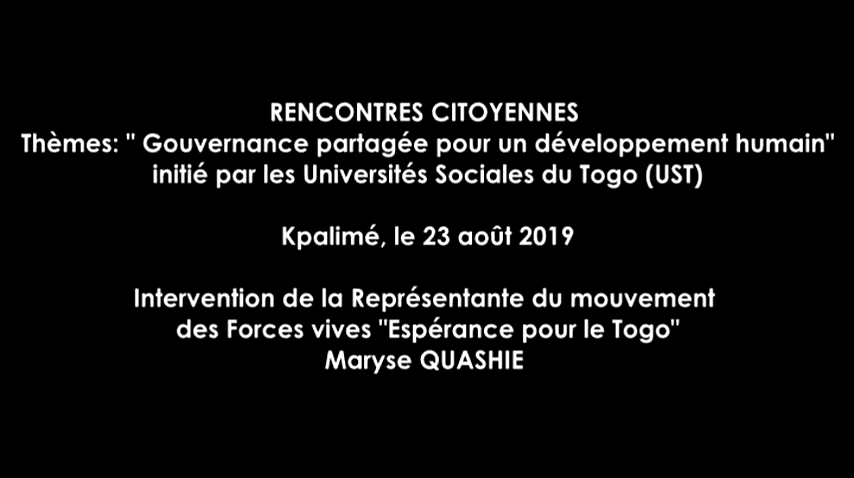 RENCONTRES CITOYENNES
Thèmes: " Gouvernance partagée pour un développement humain"
initié par les Universités Sociales du Togo (UST)
Kpalimé, le 23 août 2019
Intervention de la Représentante du mouvement
des Forces vives "Espérance pour le Togo"
Maryse QUASHIE